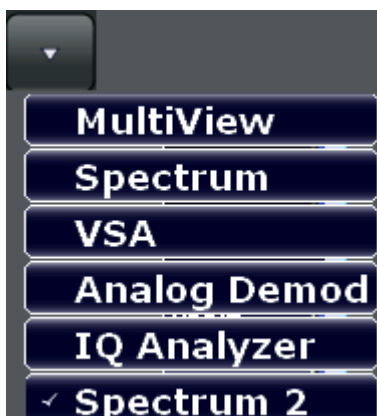 MultiView
Spectrum
VSA
Analog Demod
IQ Analyzer
Spectrum 2